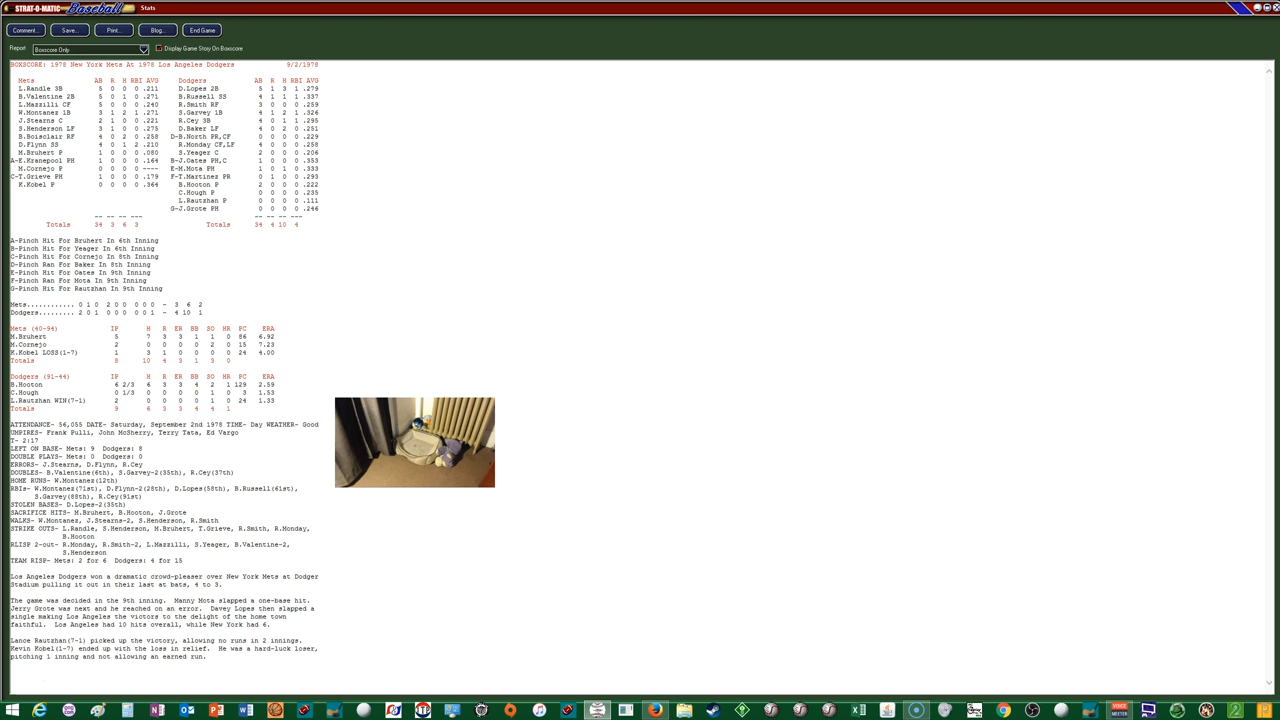 STRAT-O-MATIC Baseball Stats
Comment... Save... Print... Blog... End Game
Report Boxscore Only Display Game Story On Boxscore
BOXSCORE: 1978 New York Mets At 1978 Los Angeles Dodgers 9/2/1978
Mets AB R H RBI AVG Dodgers AB R H RBI AVG
L.Randle 3B 5 0 0 0 .211 D.Lopes 2B 5 1 3 1 .279
B.Valentine 2B 5 0 1 0 .271 B.Russell SS 4 1 1 1 .337
L.Mazzilli CF 5 0 0 0 .240 R.Smith RF 3 0 0 0 .259
W.Montanez 1B 3 1 2 1 .271 S.Garvey 1B 4 1 2 1 .326
J.Stearns C 2 1 0 0 .221 R.Cey 3B 4 0 1 1 .295
S.Henderson LF 3 1 0 0 .275 D.Baker LF 4 0 2 0 .251
B.Boisclair RF 4 0 2 0 .258 D-B.North PR,CF 0 0 0 0 .229
D.Flynn SS 4 0 1 2 .210 R.Monday CF,LF 4 0 0 0 .258
M.Bruhert P 1 0 0 0 .080 S.Yeager C 2 0 0 0 .206
A-E.Kranepool PH 1 0 0 0 .164 B-J.Oates PH,C 1 0 0 0 .353
M.Cornejo P 0 0 0 0 ---- E-M.Mota PH 1 0 1 0 .333
C-T.Grieve PH 1 0 0 0 .179 F-T.Martinez PR 0 1 0 0 .293
K.Kobel P 0 0 0 0 .364 B.Hooton P 2 0 0 0 .222
C.Hough P 0 0 0 0 .235
L.Rautzhan P 0 0 0 0 .111
G-J.Grote PH 0 0 0 0 .246
-- -- -- --- -- -- -- ---
Totals 34 3 6 3 Totals 34 4 10 4
A-Pinch Hit For Bruhert In 6th Inning
B-Pinch Hit For Yeager In 6th Inning
C-Pinch Hit For Cornejo In 8th Inning
D-Pinch Ran For Baker In 8th Inning
E-Pinch Hit For Oates In 9th Inning
F-Pinch Ran For Mota In 9th Inning
G-Pinch Hit For Rautzhan In 9th Inning
Mets............ 0 1 0 2 0 0 0 0 0 - 3 6 2
Dodgers......... 2 0 1 0 0 0 0 0 1 - 4 10 1
Mets (40-94) IP H R ER BB SO HR PC ERA
M.Bruhert 5 7 3 3 1 1 0 86 6.92
M.Cornejo 2 0 0 0 0 2 0 15 7.23
K.Kobel LOSS(1-7) 1 3 1 0 0 0 0 24 4.00
Totals 8 10 4 3 1 3 0
Dodgers (91-44) IP H R ER BB SO HR PC ERA
B.Hooton 6 2/3 6 3 3 4 2 1 129 2.59
C.Hough 0 1/3 0 0 0 0 1 0 3 1.53
L.Rautzhan WIN(7-1) 2 0 0 0 0 1 0 24 1.33
Totals 9 6 3 3 4 4 1
ATTENDANCE- 56,055 DATE- Saturday, September 2nd 1978 TIME- Day WEATHER- Good
UMPIRES- Frank Pulli, John McSherry, Terry Tata, Ed Vargo
T- 2:17
LEFT ON BASE- Mets: 9 Dodgers: 8
DOUBLE PLAYS- Mets: 0 Dodgers: 0
ERRORS- J.Stearns, D.Flynn, R.Cey
DOUBLES- B.Valentine(6th), S.Garvey-2(35th), R.Cey(37th)
HOME RUNS- W.Montanez(12th)
RBIs- W.Montanez(71st), D.Flynn-2(28th), D.Lopes(58th), B.Russell(61st),
S.Garvey(88th), R.Cey(91st)
STOLEN BASES- D.Lopes-2(35th)
SACRIFICE HITS- M.Bruhert, B.Hooton, J.Grote
WALKS- W.Montanez, J.Stearns-2, S.Henderson, R.Smith
STRIKE OUTS- L.Randle, S.Henderson, M.Bruhert, T.Grieve, R.Smith, R.Monday,
B.Hooton
RLISP 2-out- R.Monday, R.Smith-2, L.Mazzilli, S.Yeager, B.Valentine-2,
S.Henderson
TEAM RISP- Mets: 2 for 6 Dodgers: 4 for 15
Los Angeles Dodgers won a dramatic crowd-pleaser over New York Mets at Dodger
Stadium pulling it out in their last at bats, 4 to 3.
The game was decided in the 9th inning. Manny Mota slapped a one-base hit.
Jerry Grote was next and he reached on an error. Davey Lopes then slapped a
single making Los Angeles the victors to the delight of the home town
faithful. Los Angeles had 10 hits overall, while New York had 6.
Lance Rautzhan(7-1) picked up the victory, allowing no runs in 2 innings.
Kevin Kobel(1-7) ended up with the loss in relief. He was a hard-luck loser,
pitching 1 inning and not allowing an earned run.